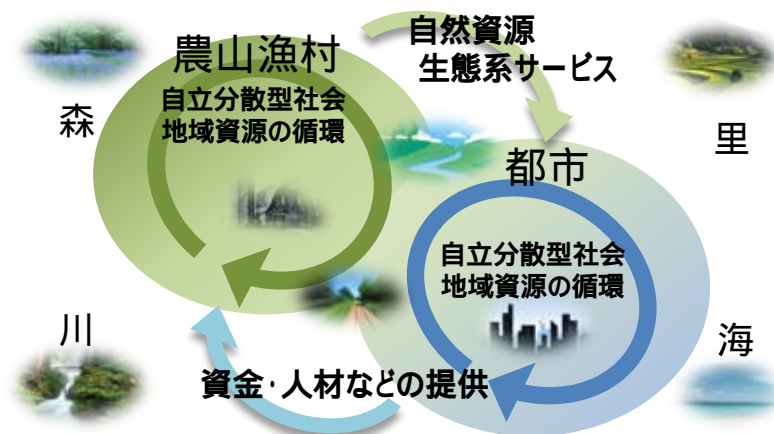 農山漁村
自立分散型社会
地域資源の循環
自然資源
生態系サービス
森
里
都市
自立分散型社会
地域資源の循環
川
海
資金・人材などの提供